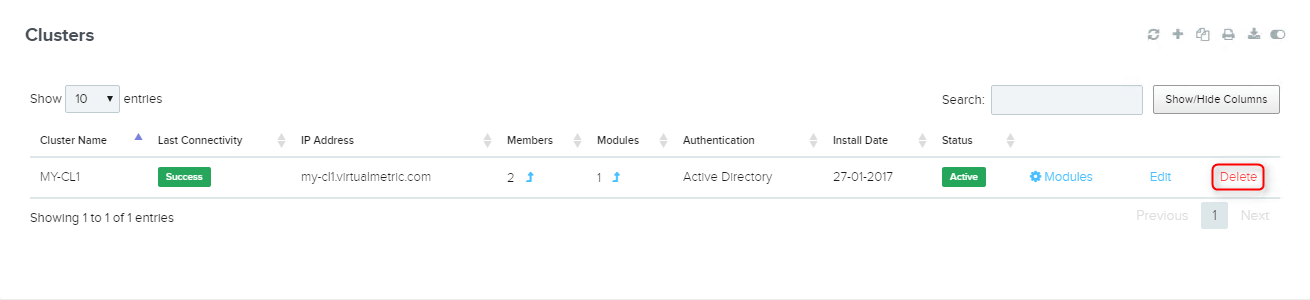 Clusters
Show 10 entries Search: Show/Hide Columns
Cluster Name Last Connectivity IP Address Members Modules Authentication Install Date Status
MY-CL1 Success my-cl1.virtualmetric.com 2 1 Active Directory 27-01-2017 Active Modules Edit Delete
Showing 1 to 1 of 1 entries Previous 1 Next